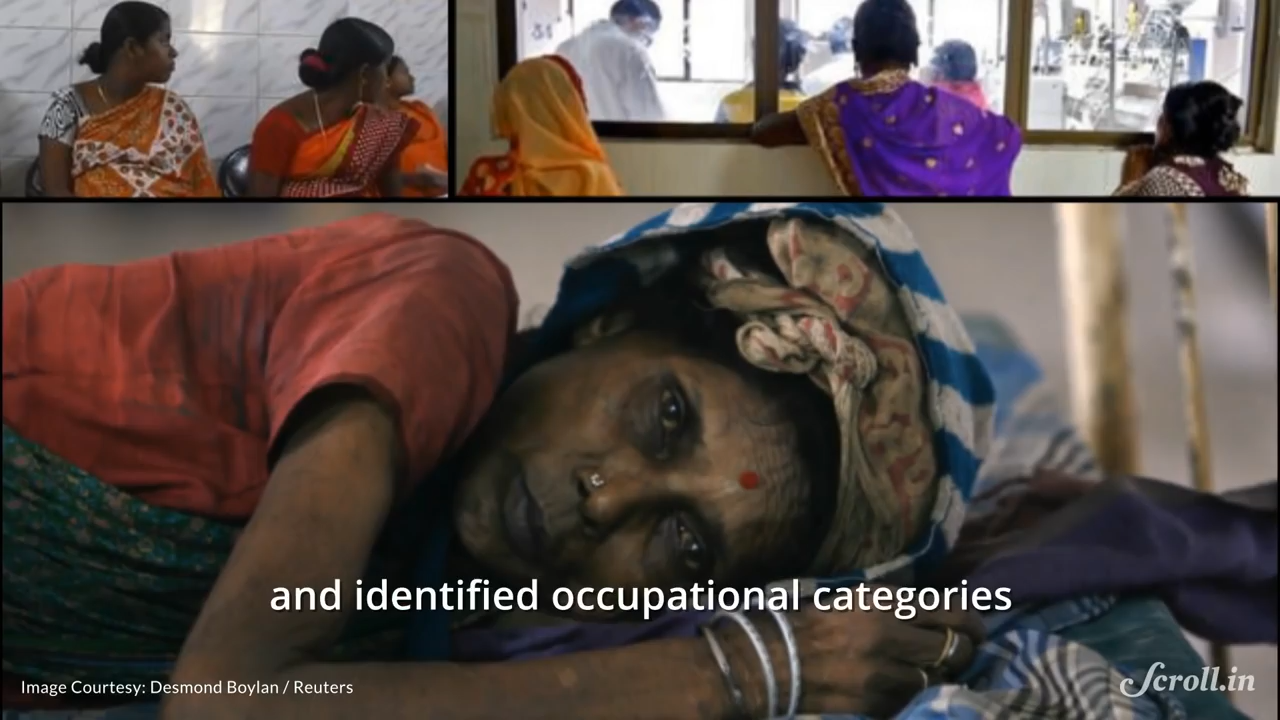 and identified occupational categories
Image Courtesy: Desmond Boylan / Reuters
Scroll.in